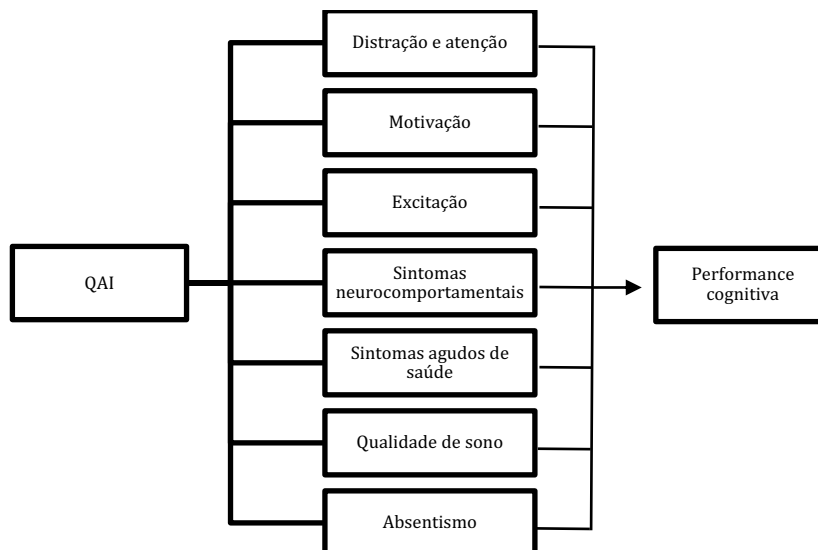 Distração e atenção
Motivação
Excitação
QAI
Sintomas
neurocomportamentais
Performance
cognitiva
Sintomas agudos de
saúde
Qualidade de sono
Absentismo